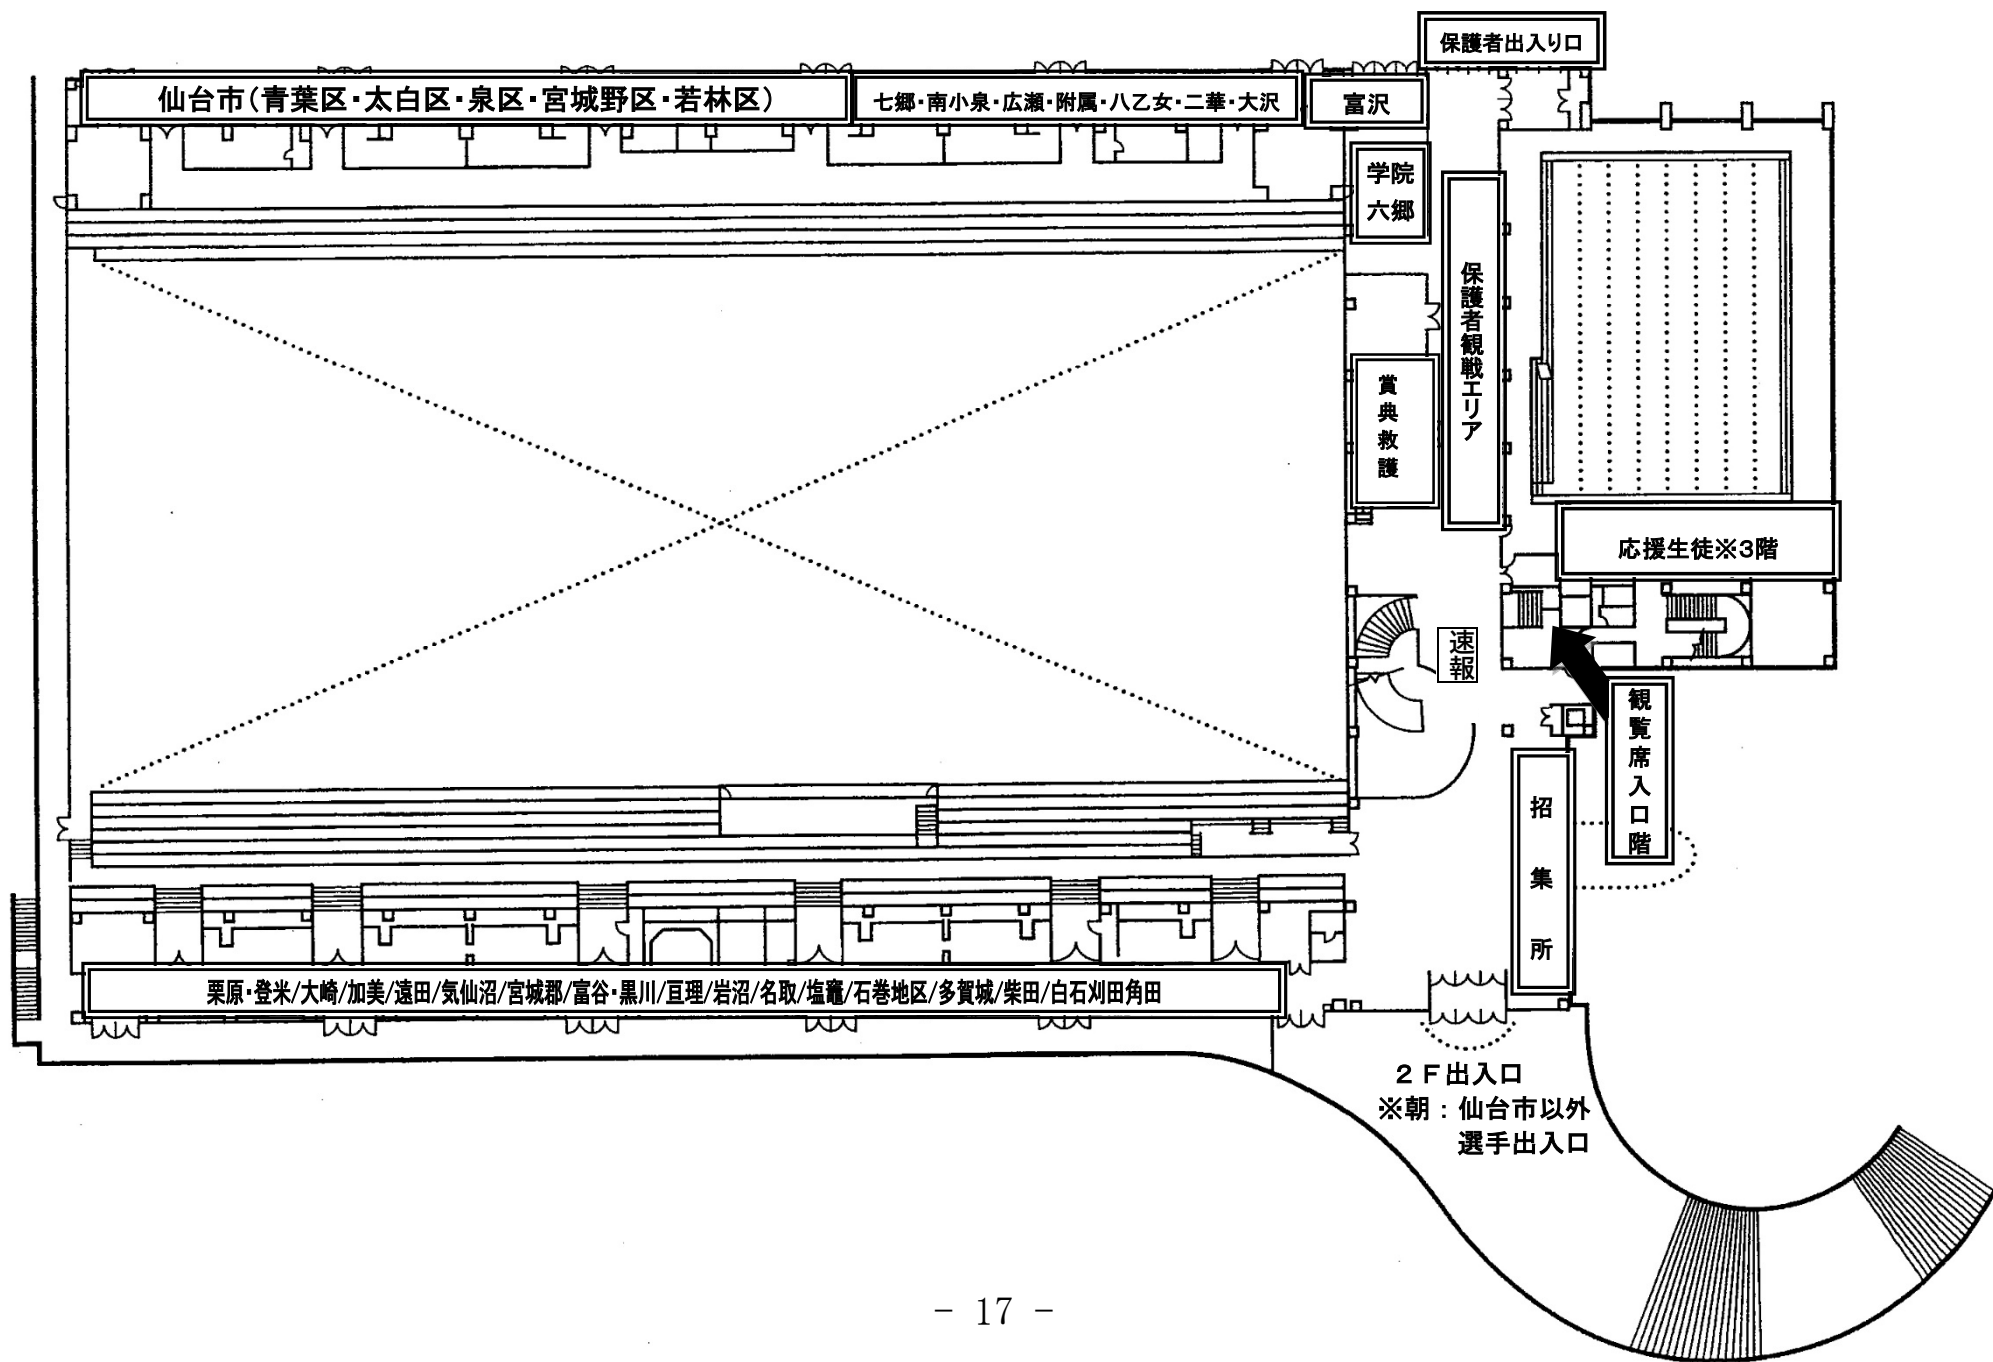 保護者出入り口
仙台市(青葉区・太白区・泉区・宮城野区・若林区)
七郷・南小泉・広瀬・附属・八乙女・二華・大沢
富沢
学院
六郷
保護者観戦エリア
賞典救護
応援生徒※3階
速報
観覧席入口階
招集所
栗原・登米/大崎/加美/遠田/気仙沼/宮城郡/富谷・黒川/亘理/岩沼/名取/塩竈/石巻地区/多賀城/柴田/白石刈田角田
２Ｆ出入口
※朝：仙台市以外
選手出入口
- 17 -